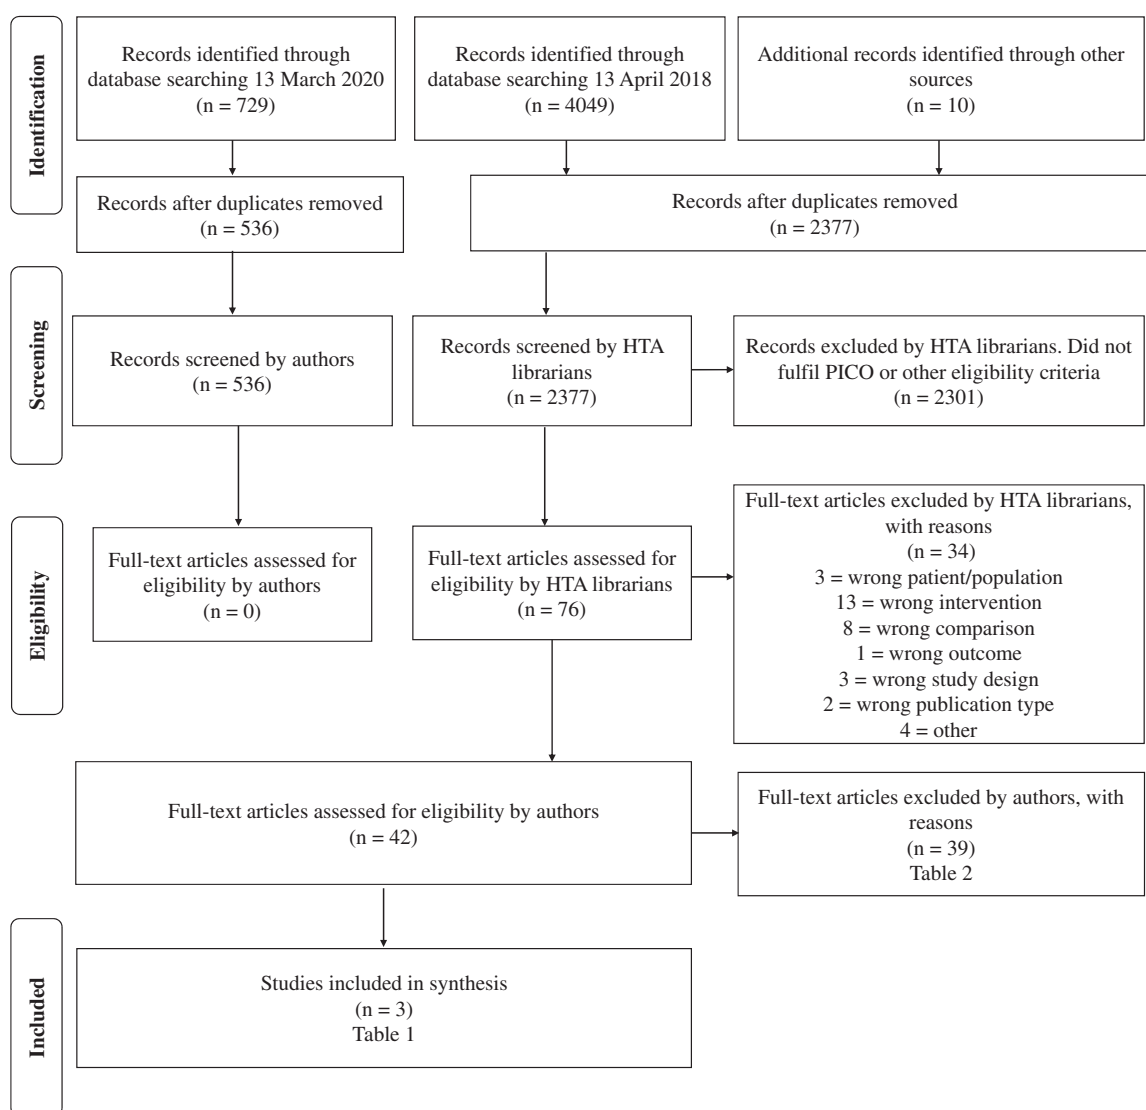 Identification
Records identified through
database searching 13 March 2020
(n = 729)
Records identified through
database searching 13 April 2018
(n = 4049)
Additional records identified through other
sources
(n = 10)
Records after duplicates removed
(n = 536)
Records after duplicates removed
(n = 2377)
Screening
Records screened by authors
(n = 536)
Records screened by HTA
librarians
(n = 2377)
Records excluded by HTA librarians. Did not
fulfil PICO or other eligibility criteria
(n = 2301)
Eligibility
Full-text articles assessed for
eligibility by authors
(n = 0)
Full-text articles assessed for
eligibility by HTA librarians
(n = 76)
Full-text articles excluded by HTA librarians,
with reasons
(n = 34)
3 = wrong patient/population
13 = wrong intervention
8 = wrong comparison
1 = wrong outcome
3 = wrong study design
2 = wrong publication type
4 = other
Full-text articles assessed for eligibility by authors
(n = 42)
Full-text articles excluded by authors, with
reasons
(n = 39)
Table 2
Included
Studies included in synthesis
(n = 3)
Table 1